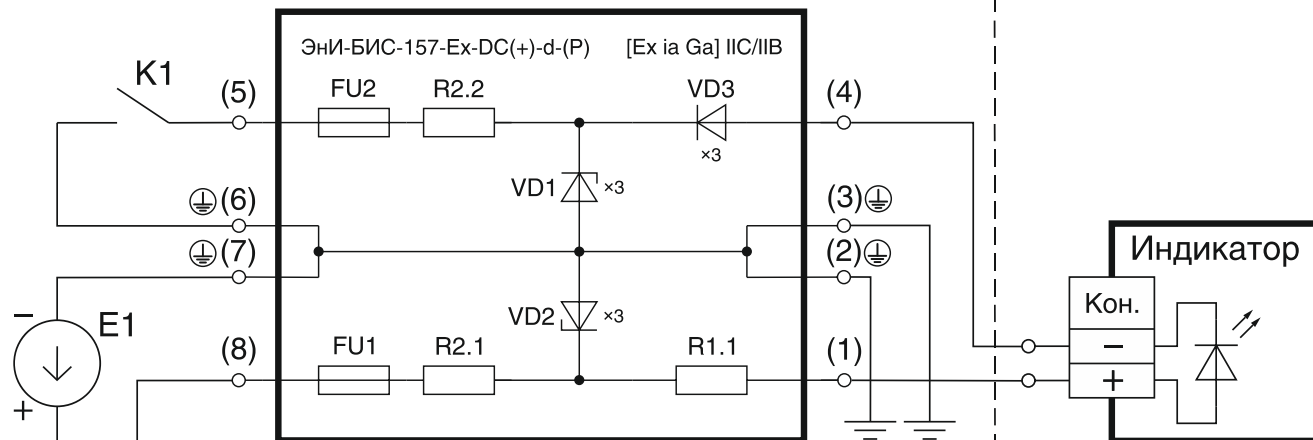 ЭнИ-БИС-157-Ex-DC(+)-d-(P) [Ex ia Ga] IIC/IIB
K1
(5)
FU2
R2.2
VD3
(4)
×3
VD1
×3
(6)
(3)
(7)
(2)
Индикатор
Кон.
–
E1
VD2
×3
(8)
FU1
R2.1
R1.1
(1)
–
+
+